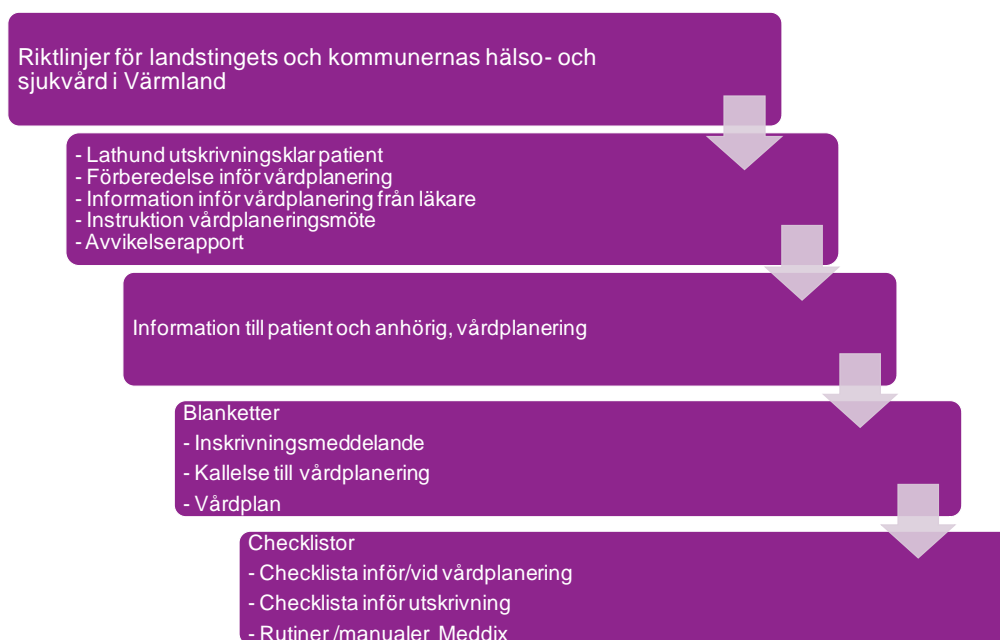 Riktlinjer för landstingets och kommunernas hälso- och
sjukvård i Värmland
- Lathund utskrivningsklar patient
- Förberedelse inför vårdplanering
- Information inför vårdplanering från läkare
- Instruktion vårdplaneringsmöte
- Avvikelserapport
Information till patient och anhörig, vårdplanering
Blanketter
- Inskrivningsmeddelande
- Kallelse till vårdplanering
- Vårdplan
Checklistor
- Checklista inför/vid vårdplanering
- Checklista inför utskrivning
- Rutiner /manualer Meddix